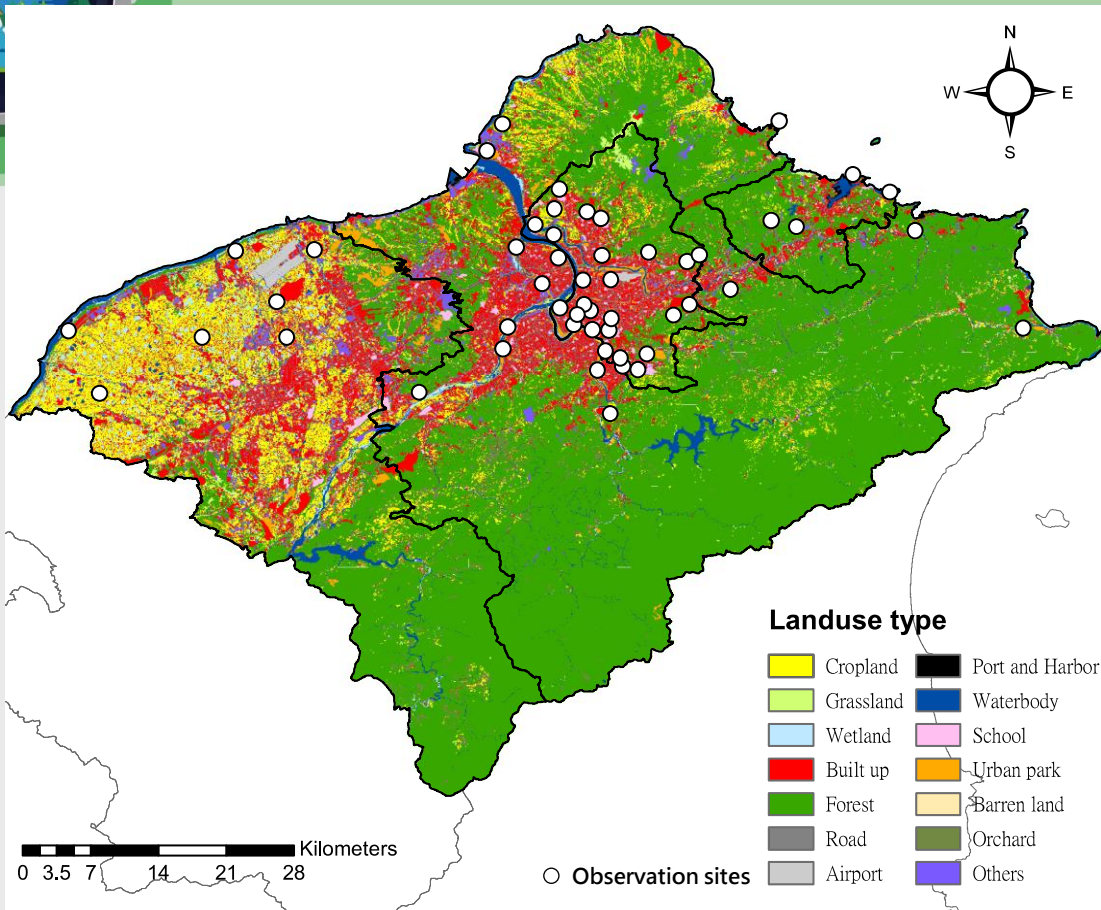 N
W E
S
Landuse type
Cropland
Grassland
Wetland
Built up
Forest
Road
Airport
Port and Harbor
Waterbody
School
Urban park
Barren land
Orchard
Others
Kilometers
0 3.5 7 14 21 28
Observation sites